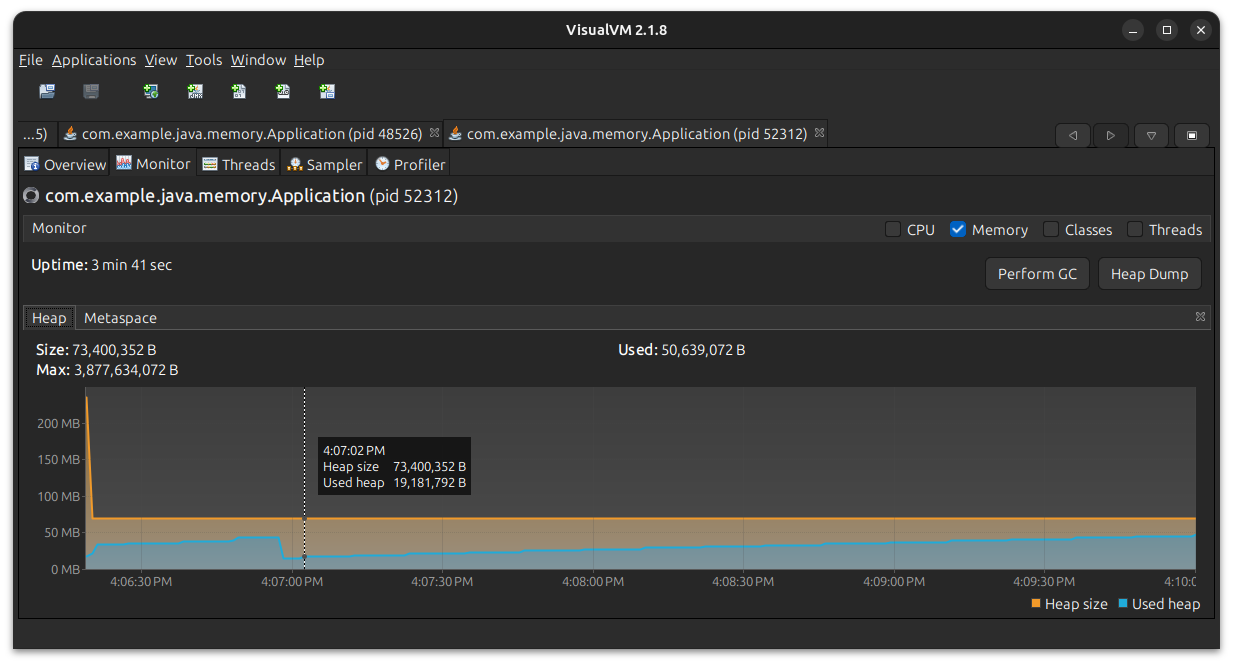 VisualVM 2.1.8
File Applications View Tools Window Help
...5) com.example.java.memory.Application (pid 48526) com.example.java.memory.Application (pid 52312)
Overview Monitor Threads Sampler Profiler
com.example.java.memory.Application (pid 52312)
Monitor CPU Memory Classes Threads
Uptime: 3 min 41 sec
Perform GC Heap Dump
Heap Metaspace
Size: 73,400,352 B Used: 50,639,072 B
Max: 3,877,634,072 B
200 MB
150 MB
100 MB
50 MB
0 MB
4:07:02 PM
Heap size 73,400,352 B
Used heap 19,181,792 B
4:06:30 PM 4:07:00 PM 4:07:30 PM 4:08:00 PM 4:08:30 PM 4:09:00 PM 4:09:30 PM 4:10:0
Heap size Used heap